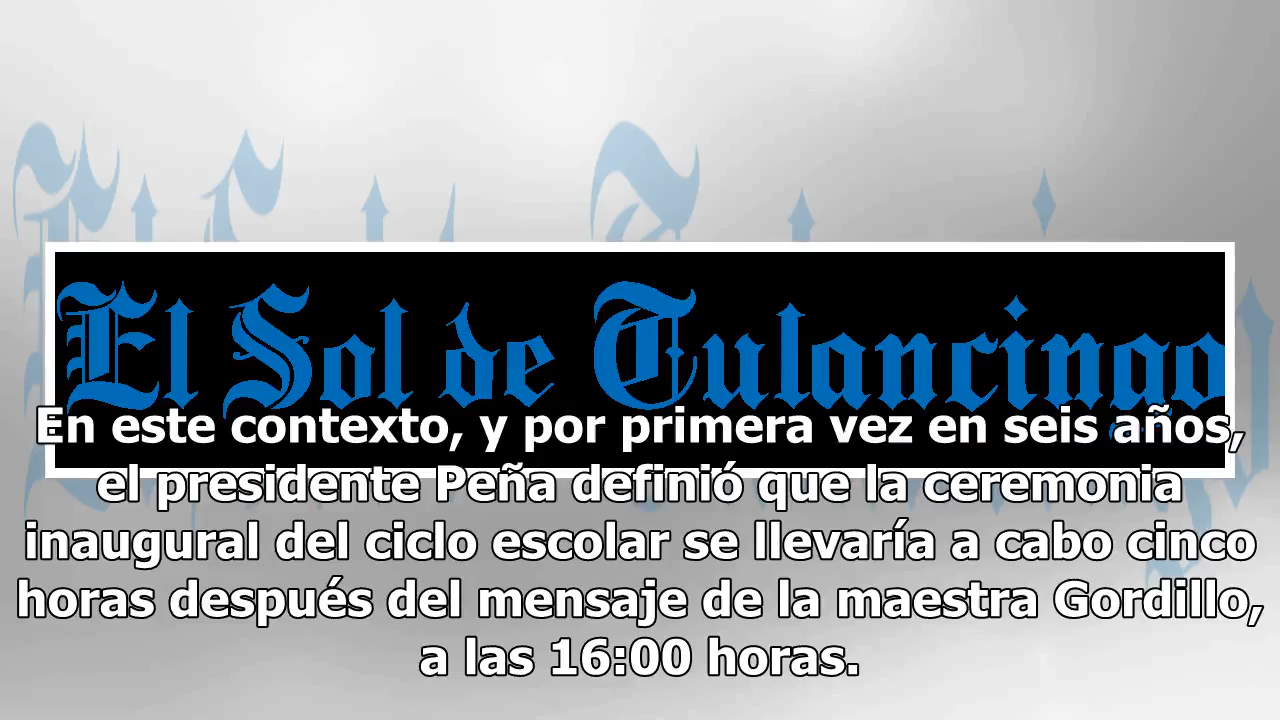 El Sol de Tulancingo
En este contexto, y por primera vez en seis años,
el presidente Peña definió que la ceremonia
inaugural del ciclo escolar se llevaría a cabo cinco
horas después del mensaje de la maestra Gordillo,
a las 16:00 horas.